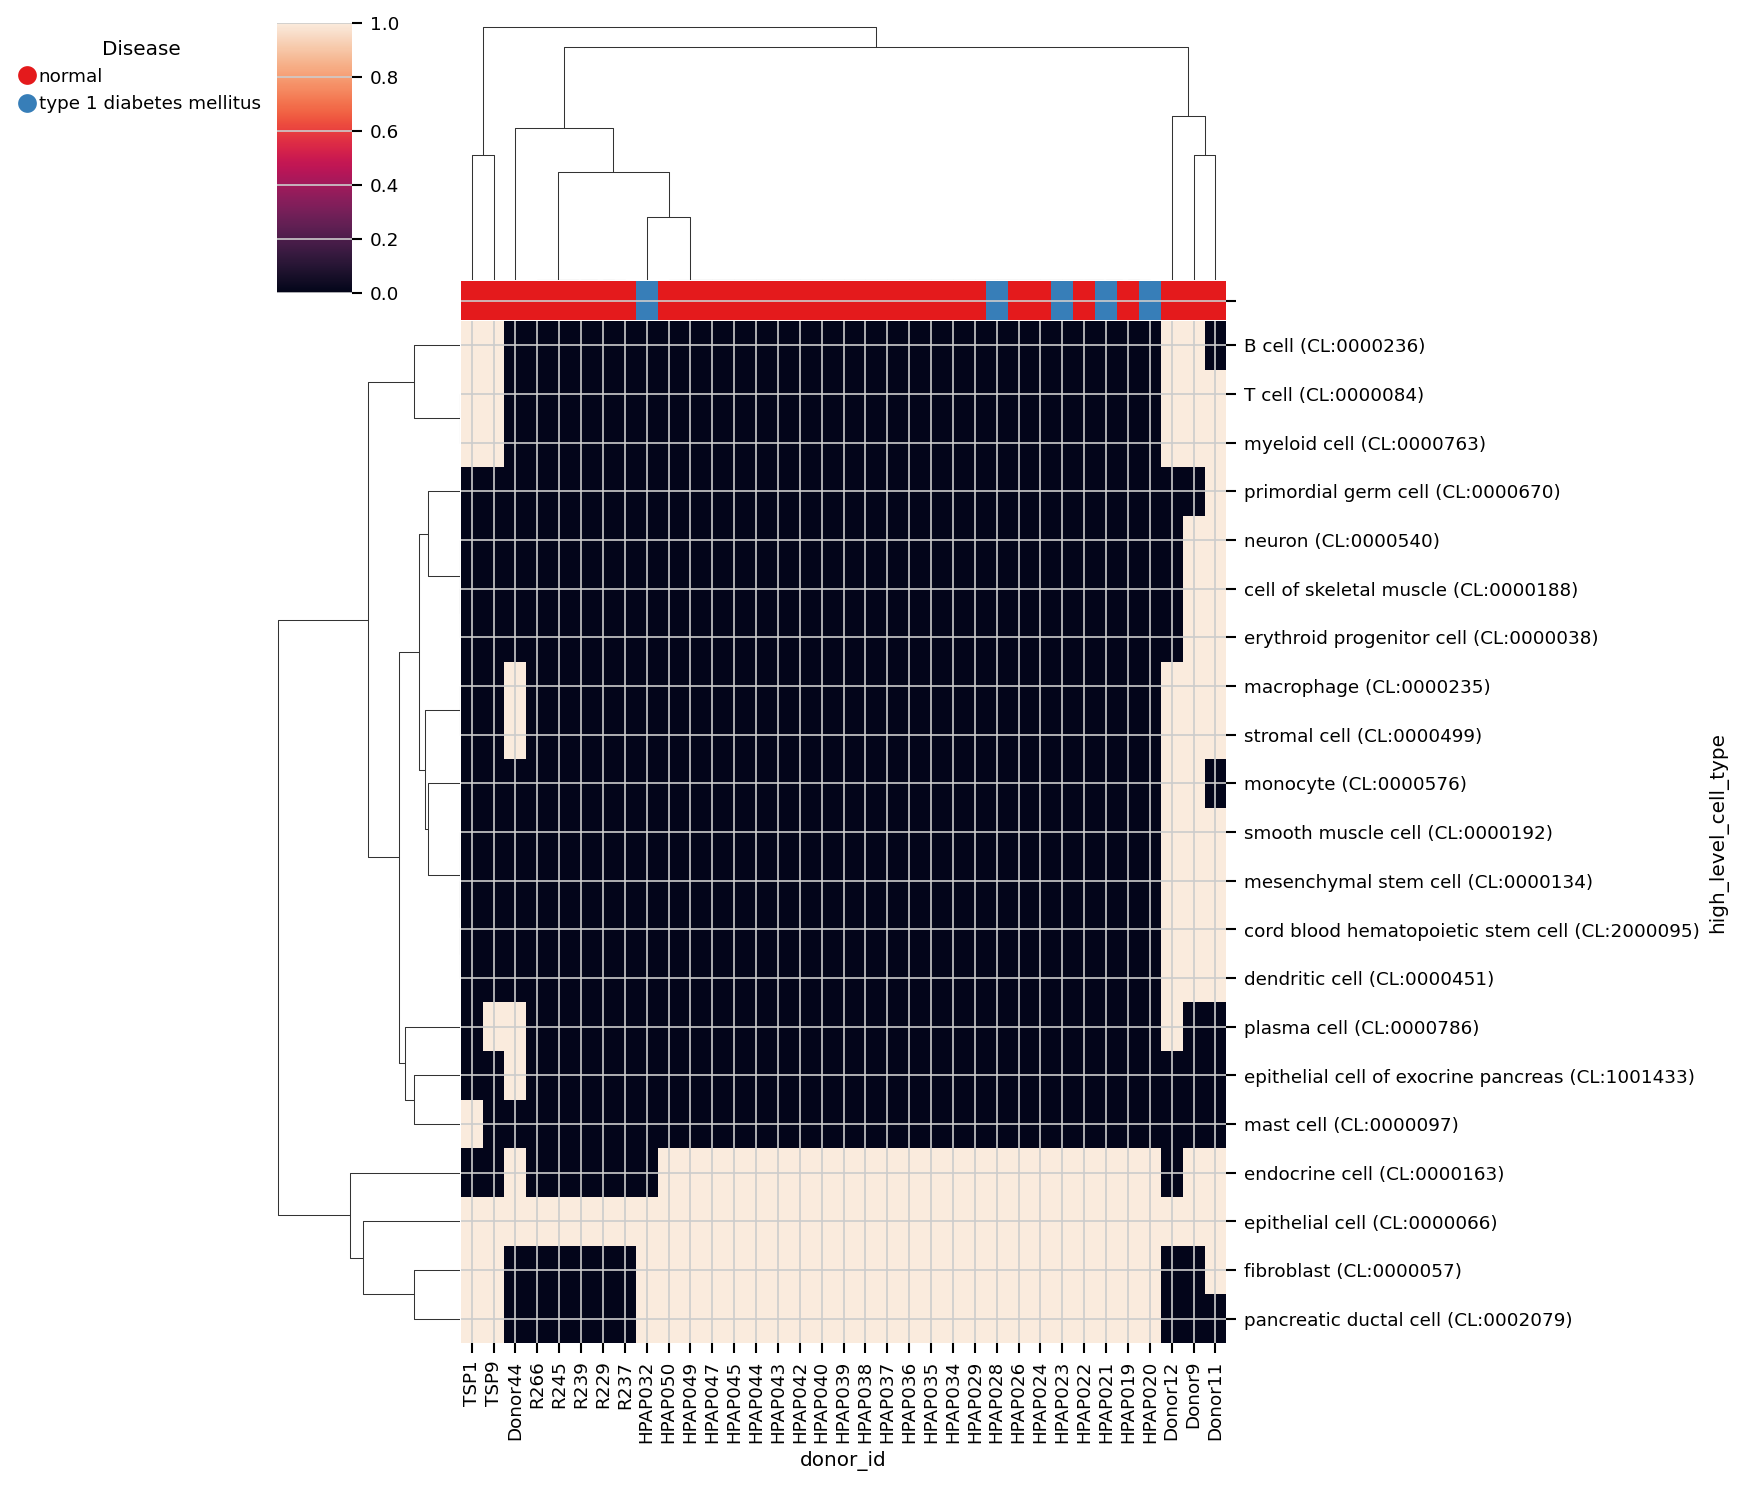 Disease
normal
type 1 diabetes mellitus
1.0
0.8
0.6
0.4
0.2
0.0
B cell (CL:0000236)
T cell (CL:0000084)
myeloid cell (CL:0000763)
primordial germ cell (CL:0000670)
neuron (CL:0000540)
cell of skeletal muscle (CL:0000188)
erythroid progenitor cell (CL:0000038)
macrophage (CL:0000235)
stromal cell (CL:0000499)
monocyte (CL:0000576)
smooth muscle cell (CL:0000192)
mesenchymal stem cell (CL:0000134)
cord blood hematopoietic stem cell (CL:2000095)
dendritic cell (CL:0000451)
plasma cell (CL:0000786)
epithelial cell of exocrine pancreas (CL:1001433)
mast cell (CL:0000097)
endocrine cell (CL:0000163)
epithelial cell (CL:0000066)
fibroblast (CL:0000057)
pancreatic ductal cell (CL:0002079)
high_level_cell_type
TSP1
TSP9
Donor44
R266
R245
R239
R229
R237
HPAP032
HPAP050
HPAP049
HPAP047
HPAP045
HPAP044
HPAP043
HPAP042
HPAP040
HPAP039
HPAP038
HPAP037
HPAP036
HPAP035
HPAP034
HPAP029
HPAP028
HPAP026
HPAP024
HPAP023
HPAP022
HPAP021
HPAP019
HPAP020
Donor12
Donor9
Donor11
donor_id